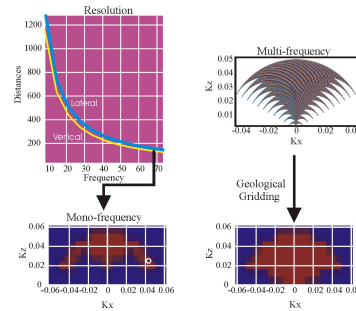 Resolution
1200
1000
800
600
400
200
Distances
Lateral
Vertical
10 20 30 40 50 60 70
Frequency
Multi-frequency
0.05
0.04
0.03
0.02
0.01
Kz
-0.04 -0.02 0 0.02 0.0
Kx
Geological
Gridding
Mono-frequency
0.06
0.04
0.02
0
Kz
-0.06-0.04-0.02 0 0.02 0.04 0.06
Kx
0.06
0.04
0.02
0
Kz
-0.06-0.04 -0.02 0 0.02 0.04 0.06
Kx